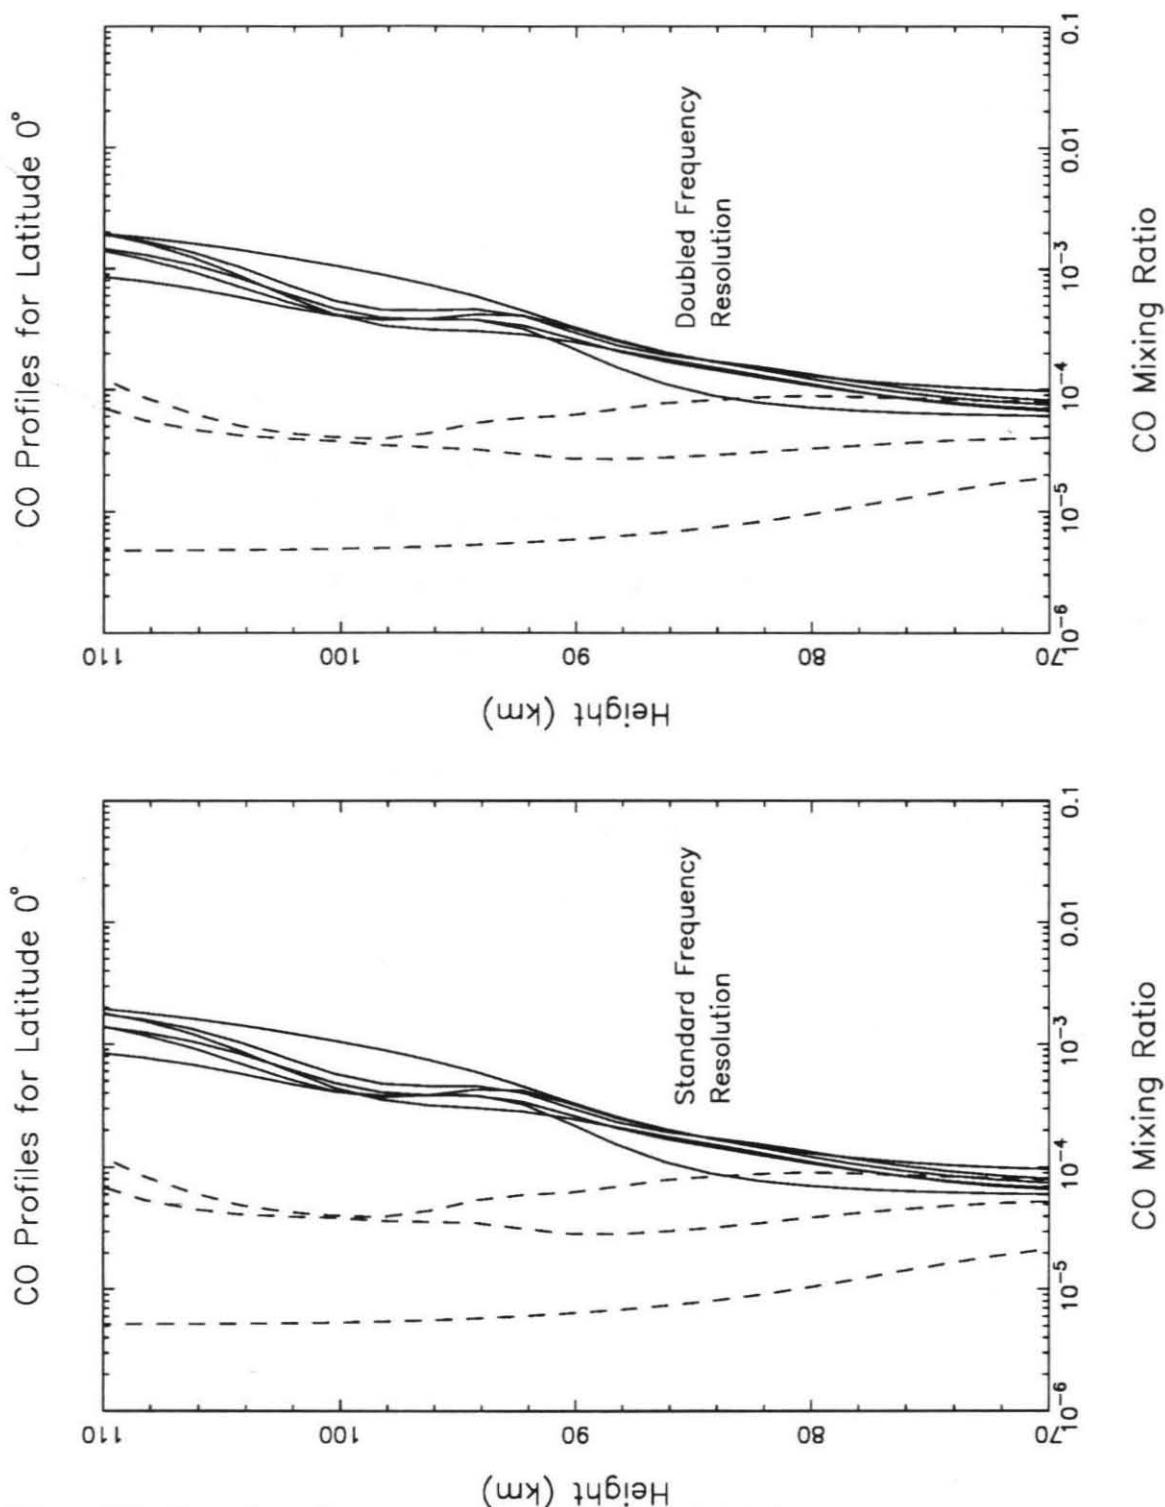 CO Profiles for Latitude 0°
Height (km)
110
100
90
80
70
Standard Frequency
Resolution
10⁻⁶
10⁻⁵
10⁻⁴
10⁻³
0.01
0.1
CO Mixing Ratio
CO Profiles for Latitude 0°
Height (km)
110
100
90
80
70
Doubled Frequency
Resolution
10⁻⁶
10⁻⁵
10⁻⁴
10⁻³
0.01
0.1
CO Mixing Ratio